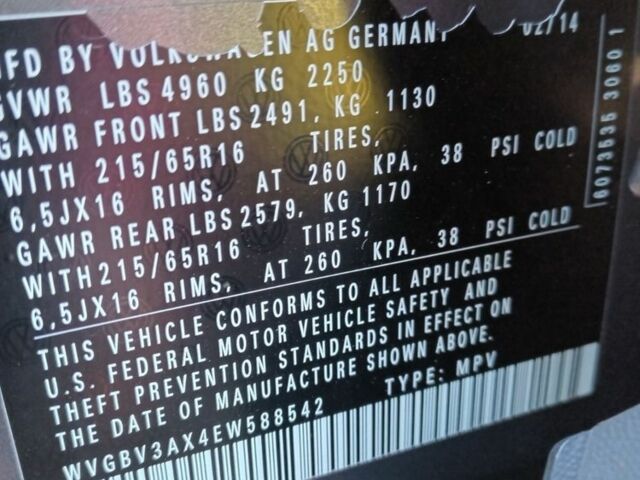 MFD BY VOLKSWAGEN AG GERMANY 02/14
GVWR LBS 4960 KG 2250
GAWR FRONT LBS 2491, KG 1130
WITH 215/65R16 TIRES,
6,5JX16 RIMS, AT 260 KPA, 38 PSI COLD
GAWR REAR LBS 2579, KG 1170
WITH 215/65R16 TIRES,
6,5JX16 RIMS, AT 260 KPA, 38 PSI COLD
THIS VEHICLE CONFORMS TO ALL APPLICABLE
U.S. FEDERAL MOTOR VEHICLE SAFETY AND
THEFT PREVENTION STANDARDS IN EFFECT ON
THE DATE OF MANUFACTURE SHOWN ABOVE.
WVGBV3AX4EW588542 TYPE: MPV
6073535 3060 1